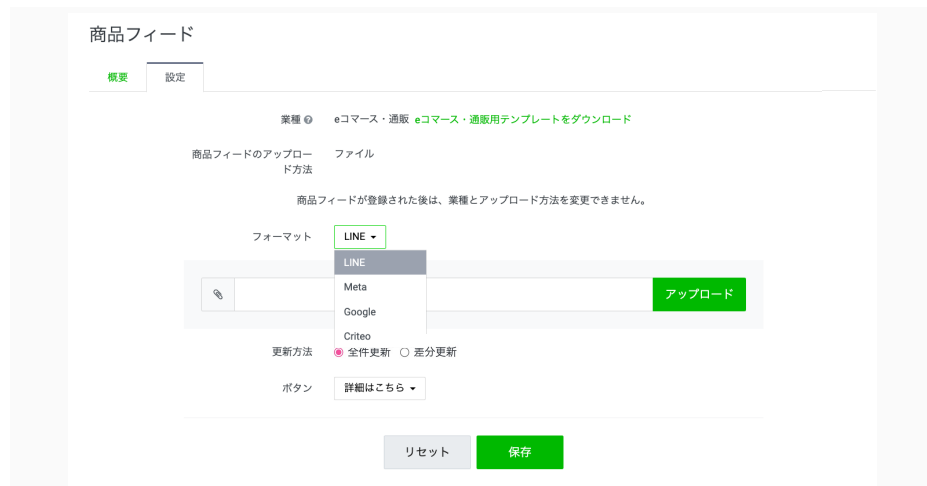 商品フィード
概要 設定
業種 eコマース・通販 eコマース・通販用テンプレートをダウンロード
商品フィードのアップロー
ド方法
ファイル
商品フィードが登録された後は、業種とアップロード方法を変更できません。
フォーマット LINE
LINE
Meta
Google
Criteo
アップロード
更新方法 全件更新 差分更新
ボタン 詳細はこちら
リセット 保存